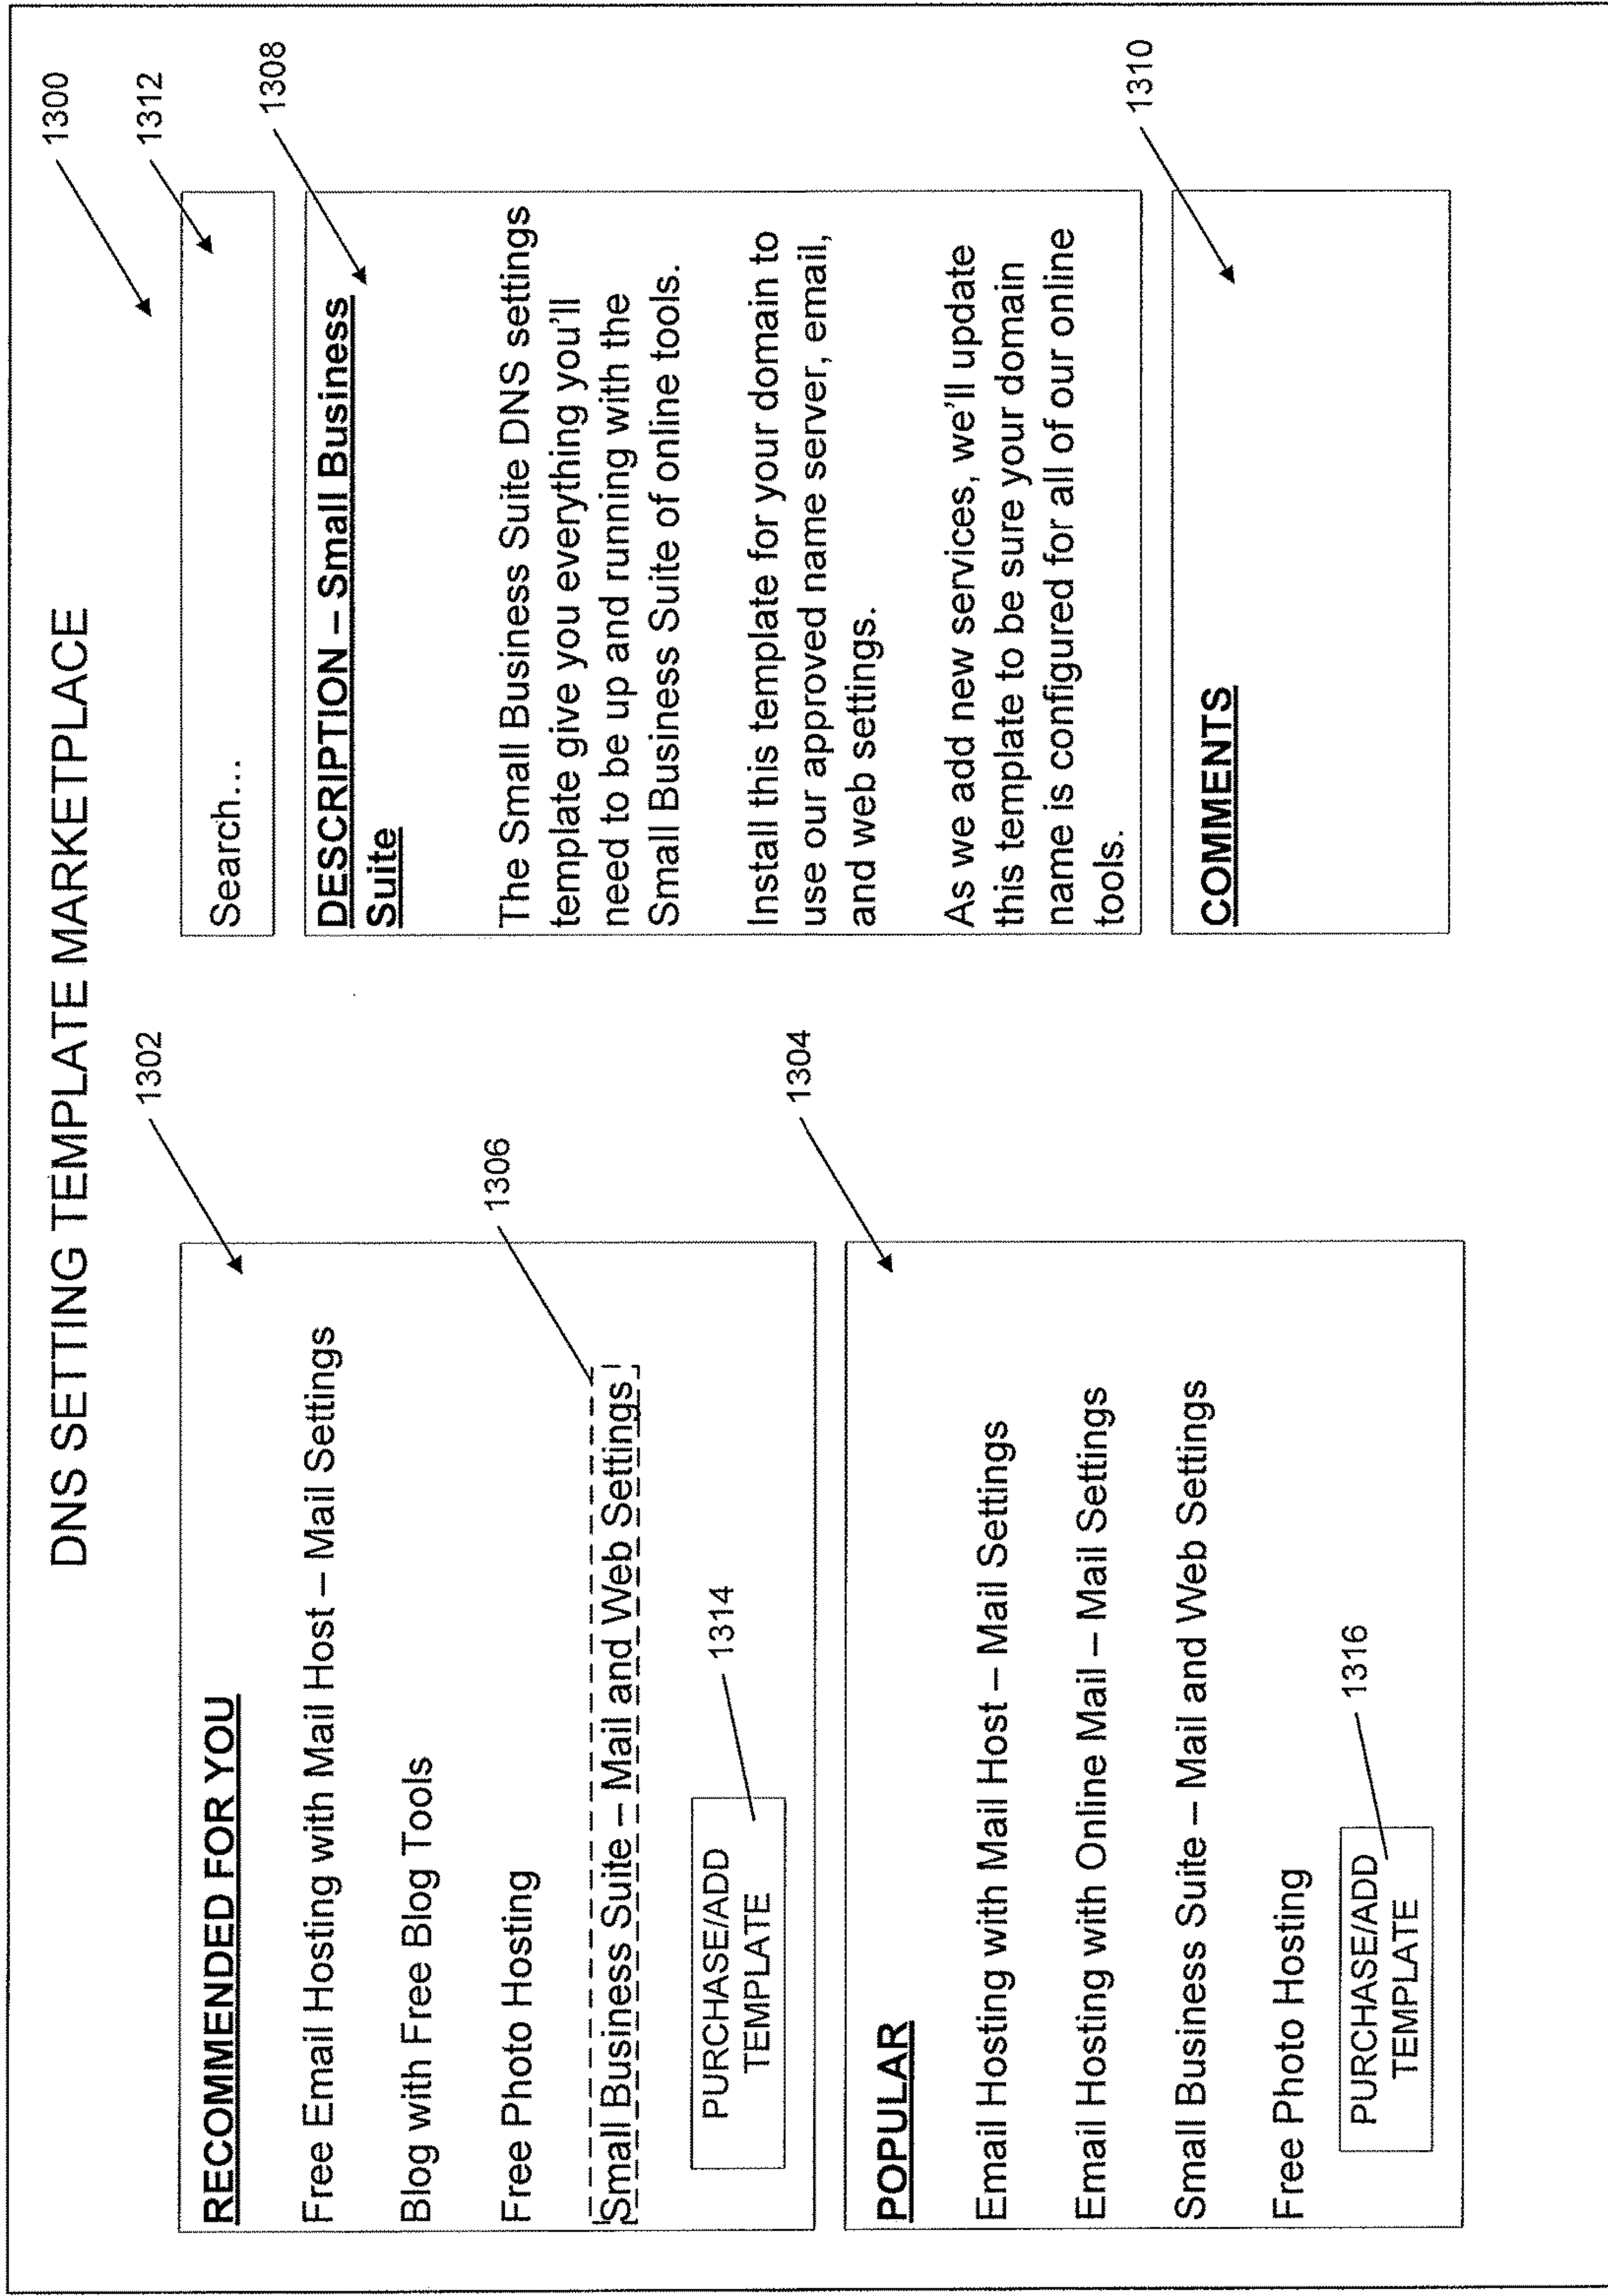 DNS SETTING TEMPLATE MARKETPLACE
1300
1302
RECOMMENDED FOR YOU
Free Email Hosting with Mail Host – Mail Settings
Blog with Free Blog Tools
Free Photo Hosting
1306
Small Business Suite – Mail and Web Settings
1314
PURCHASE/ADD
TEMPLATE
1304
POPULAR
Email Hosting with Mail Host – Mail Settings
Email Hosting with Online Mail – Mail Settings
Small Business Suite – Mail and Web Settings
Free Photo Hosting
1316
PURCHASE/ADD
TEMPLATE
1312
Search...
1308
DESCRIPTION – Small Business
Suite
The Small Business Suite DNS settings
template give you everything you'll
need to be up and running with the
Small Business Suite of online tools.
Install this template for your domain to
use our approved name server, email,
and web settings.
As we add new services, we'll update
this template to be sure your domain
name is configured for all of our online
tools.
1310
COMMENTS